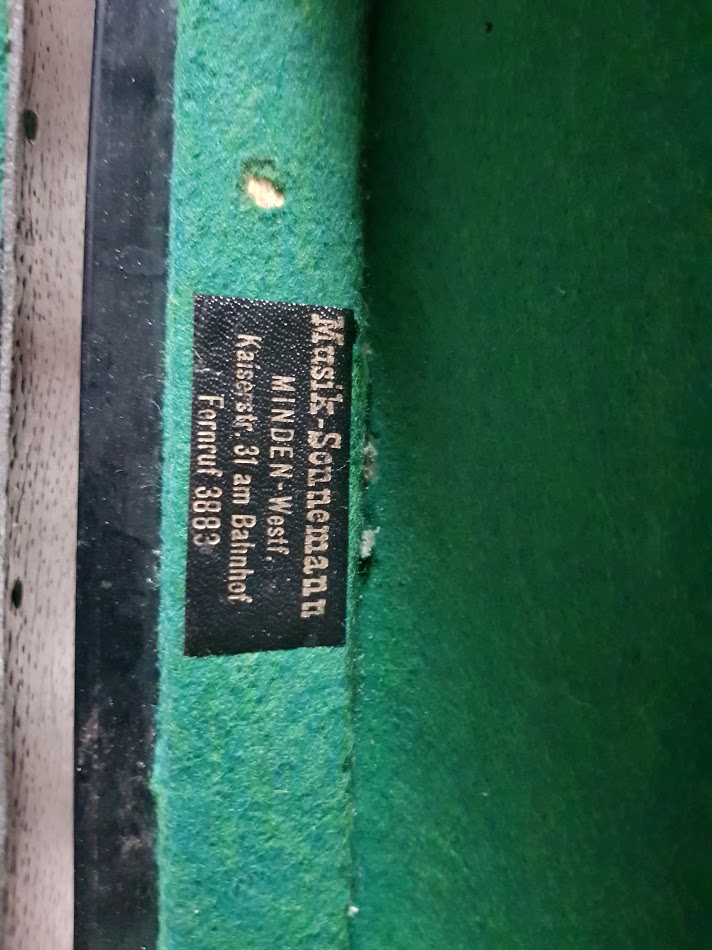 Musik-Sonnemann
MINDEN-Westf.
Kaiserstr. 31 am Bahnhof
Fernruf 3883